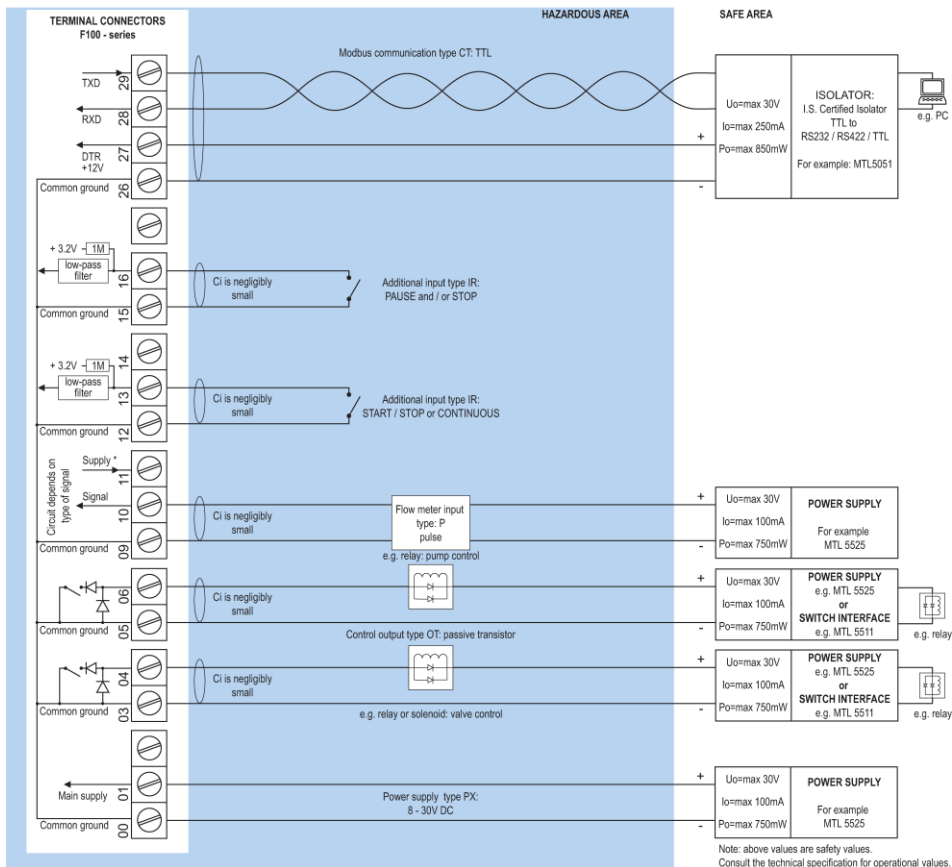 TERMINAL CONNECTORS
F100 - series
HAZARDOUS AREA
SAFE AREA
Modbus communication type CT: TTL
TXD
29
RXD
28
DTR
+12V
27
+
Common ground
26
-
Uo=max 30V
Io=max 250mA
Po=max 850mW
ISOLATOR:
I.S. Certified Isolator
TTL to
RS232 / RS422 / TTL
For example: MTL5051
e.g. PC
+ 3.2V
1M
low-pass
filter
16
Common ground
15
Ci is negligibly
small
Additional input type IR:
PAUSE and / or STOP
14
+ 3.2V
1M
low-pass
filter
13
Common ground
12
Ci is negligibly
small
Additional input type IR:
START / STOP or CONTINUOUS
Circuit depends on
type of signal
Supply *
11
Signal
10
Common ground
09
Ci is negligibly
small
Flow meter input
type: P
pulse
+
-
Uo=max 30V
Io=max 100mA
Po=max 750mW
POWER SUPPLY
For example
MTL 5525
e.g. relay: pump control
06
Common ground
05
Ci is negligibly
small
+
-
Uo=max 30V
Io=max 100mA
Po=max 750mW
POWER SUPPLY
e.g. MTL 5525
or
SWITCH INTERFACE
e.g. MTL 5511
e.g. relay
Control output type OT: passive transistor
04
Common ground
03
Ci is negligibly
small
e.g. relay or solenoid: valve control
+
-
Uo=max 30V
Io=max 100mA
Po=max 750mW
POWER SUPPLY
e.g. MTL 5525
or
SWITCH INTERFACE
e.g. MTL 5511
e.g. relay
Main supply
01
Common ground
00
Power supply type PX:
8 - 30V DC
+
-
Uo=max 30V
Io=max 100mA
Po=max 750mW
POWER SUPPLY
For example
MTL 5525
Note: above values are safety values.
Consult the technical specification for operational values.